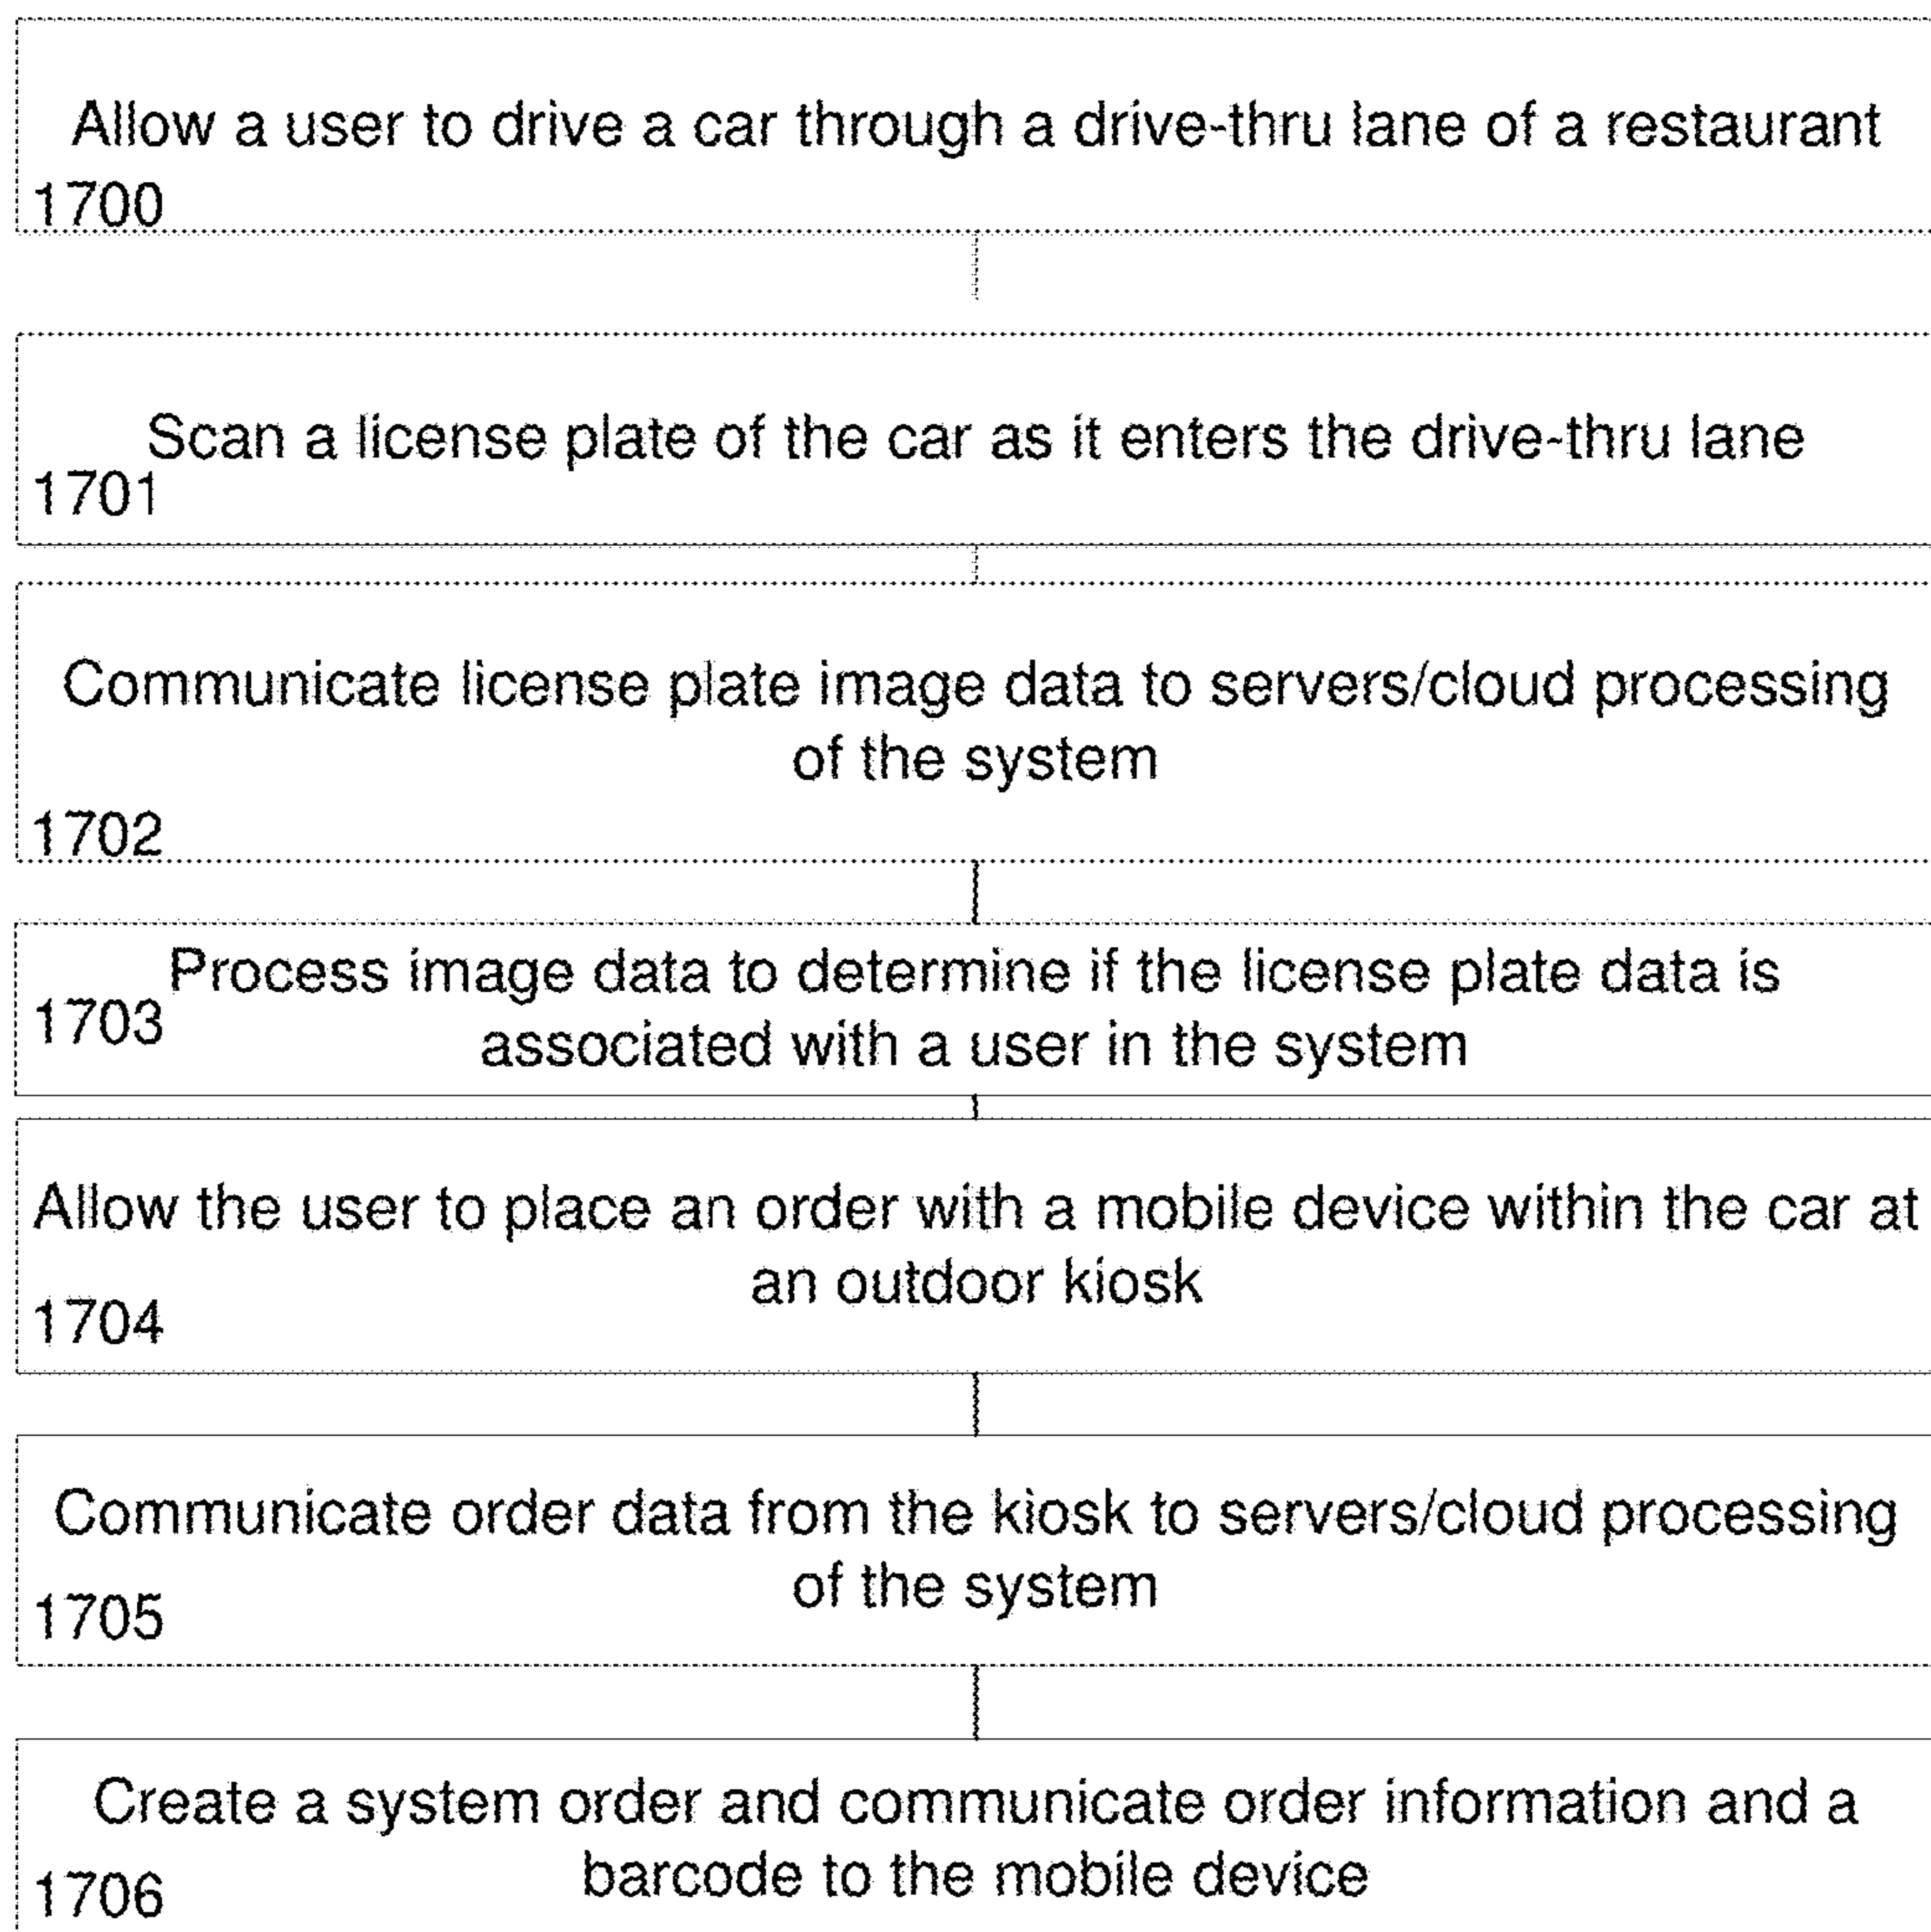 Allow a user to drive a car through a drive-thru lane of a restaurant
1700
Scan a license plate of the car as it enters the drive-thru lane
1701
Communicate license plate image data to servers/cloud processing
of the system
1702
Process image data to determine if the license plate data is
1703
associated with a user in the system
Allow the user to place an order with a mobile device within the car at
an outdoor kiosk
1704
Communicate order data from the kiosk to servers/cloud processing
of the system
1705
Create a system order and communicate order information and a
barcode to the mobile device
1706